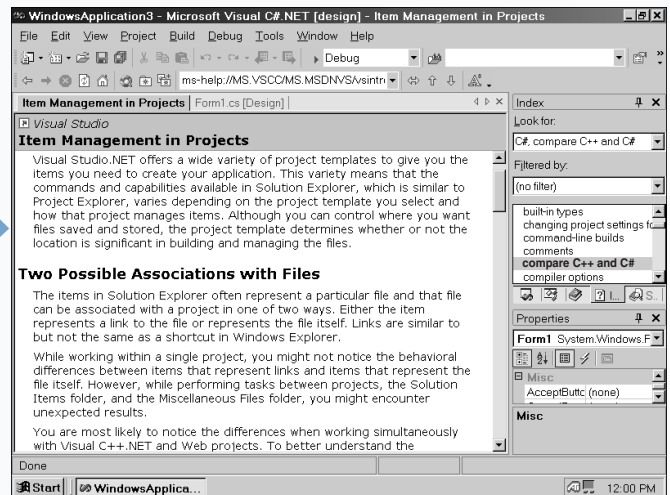 WindowsApplication3 - Microsoft Visual C#.NET [design] - Item Management in Projects
File Edit View Project Build Debug Tools Window Help
Debug
ms-help://MS.VSCC/MS.MSDNVS/vsintro
Item Management in Projects Form1.cs [Design]
Visual Studio
Item Management in Projects
Visual Studio.NET offers a wide variety of project templates to give you the
items you need to create your application. This variety means that the
commands and capabilities available in Solution Explorer, which is similar to
Project Explorer, varies depending on the project template you select and
how that project manages items. Although you can control where you want
files saved and stored, the project template determines whether or not the
location is significant in building and managing the files.
Two Possible Associations with Files
The items in Solution Explorer often represent a particular file and that file
can be associated with a project in one of two ways. Either the item
represents a link to the file or represents the file itself. Links are similar to
but not the same as a shortcut in Windows Explorer.
While working within a single project, you might not notice the behavioral
differences between items that represent links and items that represent the
file itself. However, while performing tasks between projects, the Solution
Items folder, and the Miscellaneous Files folder, you might encounter
unexpected results.
You are most likely to notice the differences when working simultaneously
with Visual C++.NET and Web projects. To better understand the
Index
Look for:
C#, compare C++ and C#
Filtered by:
(no filter)
built-in types
changing project settings fo
command-line builds
comments
compare C++ and C#
compiler options
I... S..
Properties
Form1 System.Windows.F
Misc
AcceptButtc (none)
Misc
Done
Start WindowsApplica... 12:00 PM